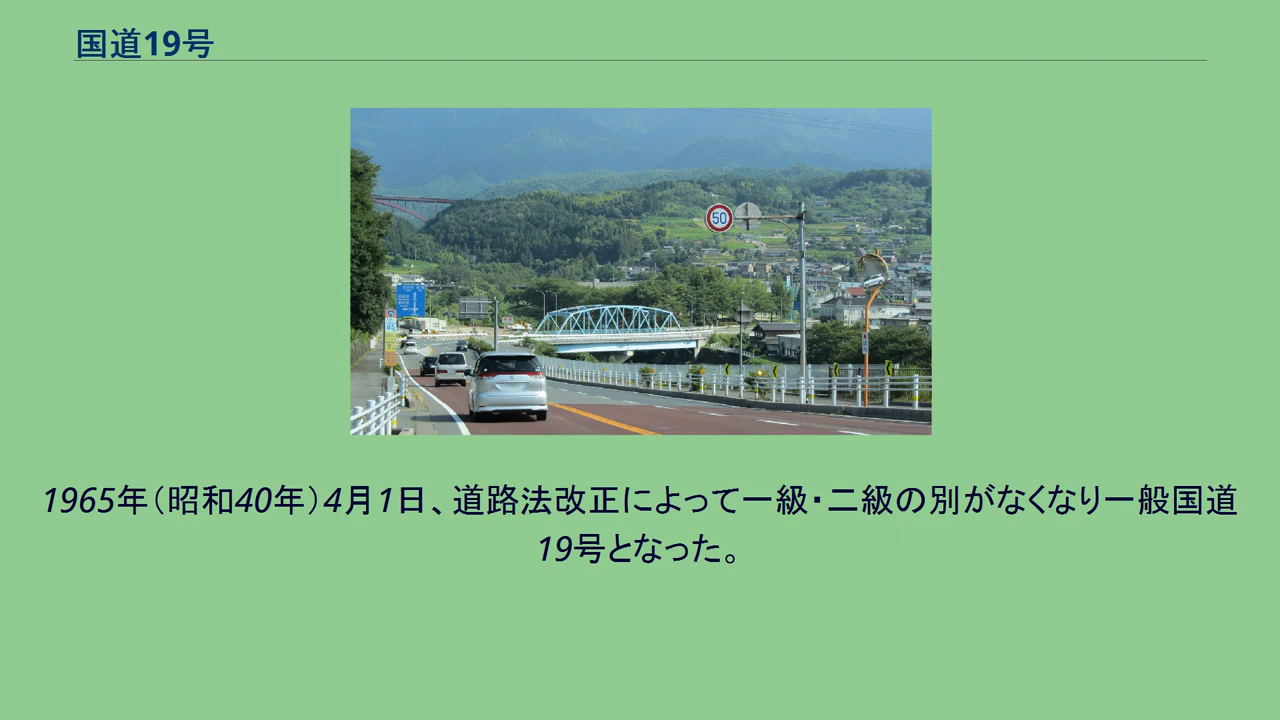 国道19号
50
1965年（昭和40年）4月1日、道路法改正によって一級・二級の別がなくなり一般国道
19号となった。